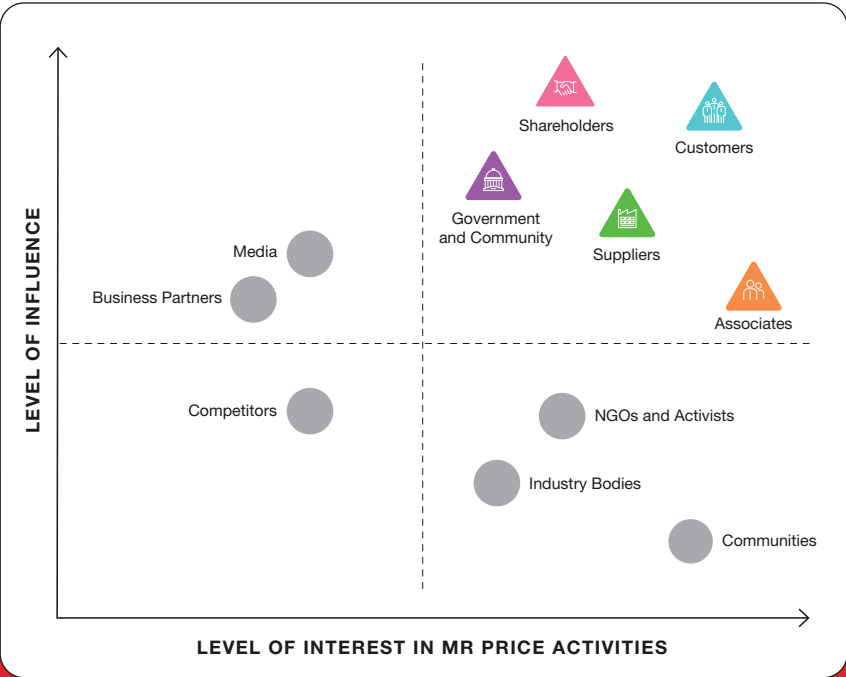 Shareholders
Customers
Government
and Community
Suppliers
Media
Business Partners
Associates
Competitors
NGOs and Activists
Industry Bodies
Communities
LEVEL OF INFLUENCE
LEVEL OF INTEREST IN MR PRICE ACTIVITIES